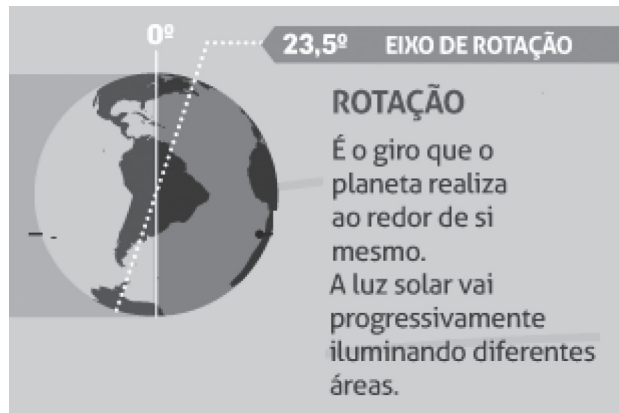 0º
23,5º EIXO DE ROTAÇÃO
ROTAÇÃO
É o giro que o
planeta realiza
ao redor de si
mesmo.
A luz solar vai
progressivamente
iluminando diferentes
áreas.